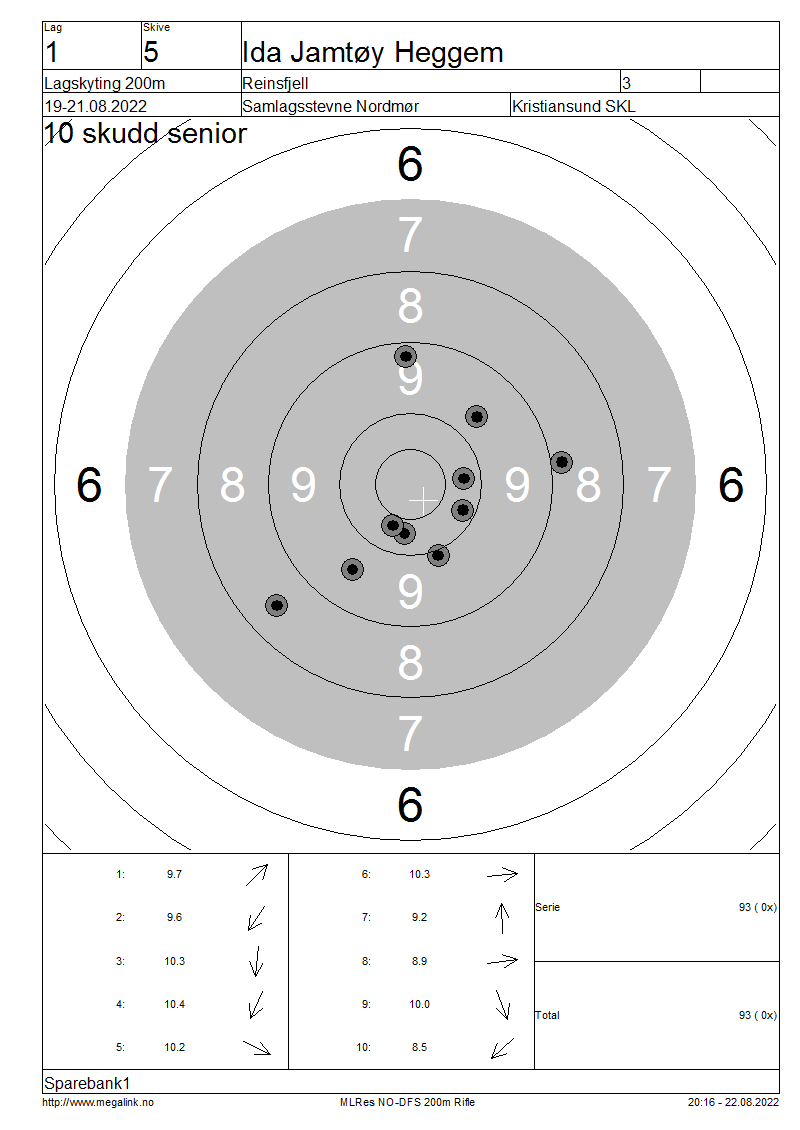 Lag Skive
1 5 Ida Jamtøy Heggem
Lagskyting 200m Reinsfjell 3
19-21.08.2022 Samlagsstevne Nordmør Kristiansund SKL
10 skudd senior
6
7
8
9
6 7 8 9 9 8 7 6
9
8
7
6
1: 9.7 6: 10.3
2: 9.6 7: 9.2 Serie 93 ( 0x)
3: 10.3 8: 8.9
4: 10.4 9: 10.0 Total 93 ( 0x)
5: 10.2 10: 8.5
Sparebank1
http://www.megalink.no MLRes NO-DFS 200m Rifle 20:16 - 22.08.2022